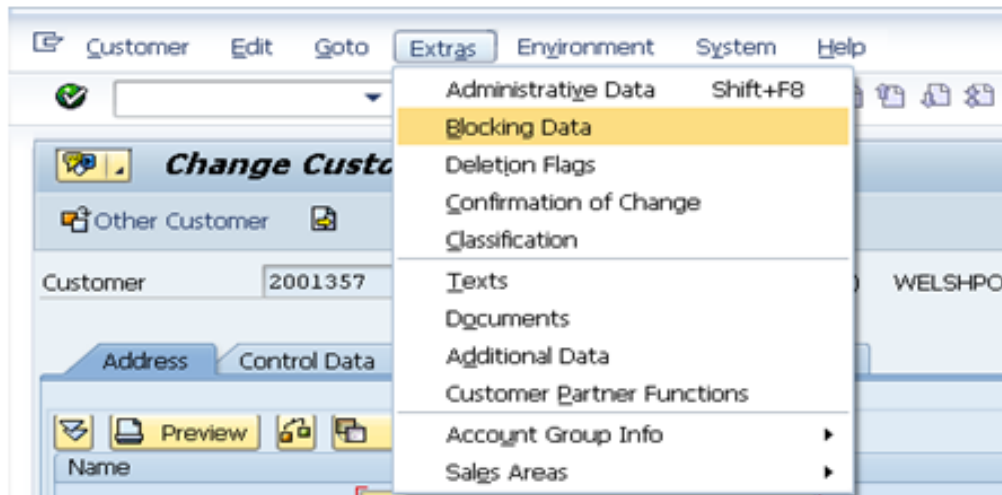 Customer Edit Goto Extras Environment System Help
Administrative Data Shift+F8
Blocking Data
Change Custo
Deletion Flags
Confirmation of Change
Other Customer
Classification
Customer 2001357 Texts WELSHPO
Documents
Address Control Data Additional Data
Customer Partner Functions
Preview Account Group Info
Name Sales Areas